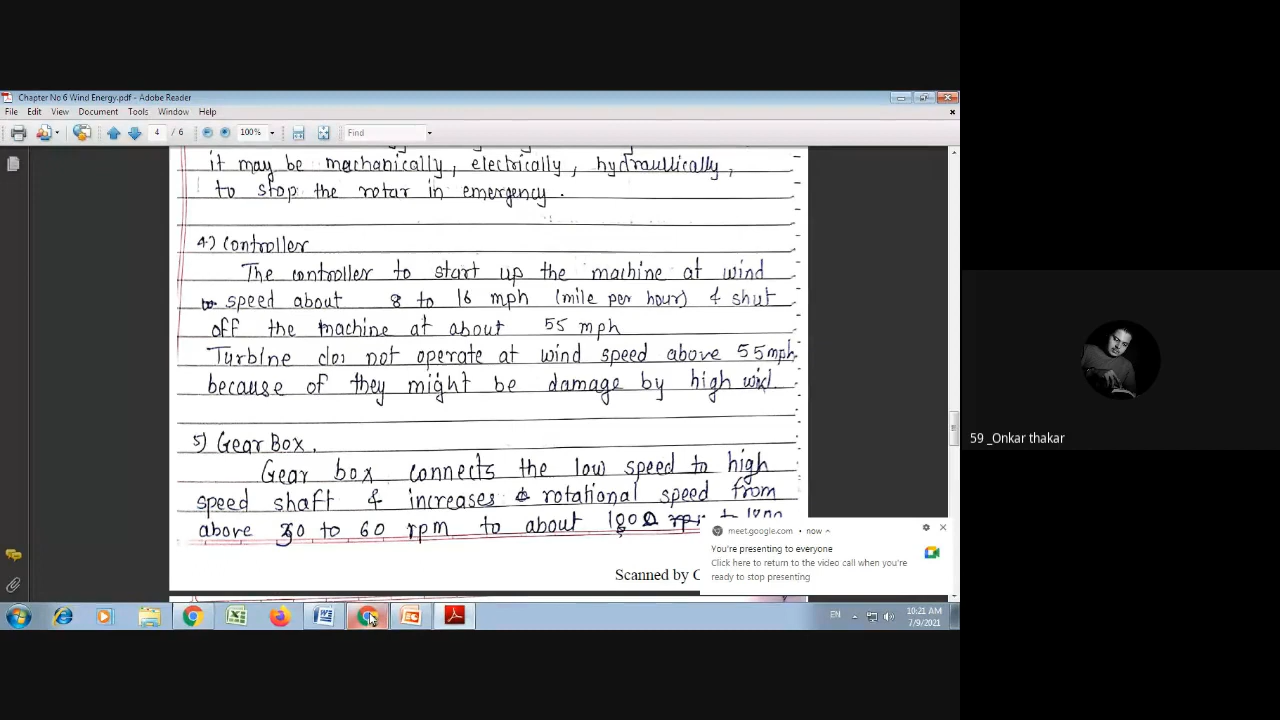 Chapter No 6 Wind Energy.pdf - Adobe Reader
File Edit View Document Tools Window Help
4 / 6 100% Find
it may be mechanically, electrically, hydraullically,
to stop the rotar in emergency.
4.) Controller
The controller to start up the machine at wind
speed about 8 to 16 mph (mile per hour) & shut
off the machine at about 55 mph
Turbine do not operate at wind speed above 55 mph
because of they might be damage by high wind.
5) Gear Box.
Gear box connects the low speed to high
speed shaft & increases rotational speed from
above 30 to 60 rpm to about
Scanned by C
meet.google.com • now
You're presenting to everyone
Click here to return to the video call when you're
ready to stop presenting
59 _Onkar thakar
EN
10:21 AM
7/9/2021